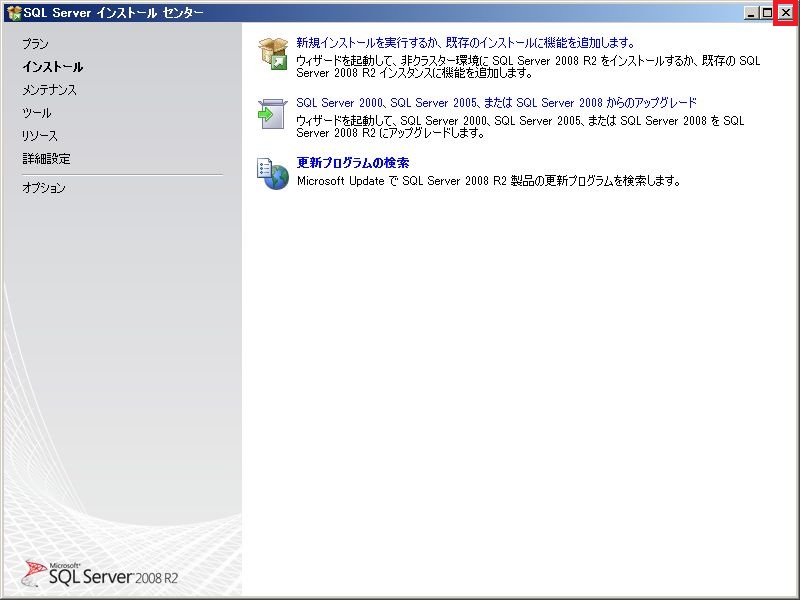 SQL Server インストール センター
プラン
インストール
メンテナンス
ツール
リソース
詳細設定
オプション
新規インストールを実行するか、既存のインストールに機能を追加します。
ウィザードを起動して、非クラスター環境に SQL Server 2008 R2 をインストールするか、既存の SQL
Server 2008 R2 インスタンスに機能を追加します。
SQL Server 2000、SQL Server 2005、または SQL Server 2008 からのアップグレード
ウィザードを起動して、SQL Server 2000、SQL Server 2005、または SQL Server 2008 を SQL
Server 2008 R2 にアップグレードします。
更新プログラムの検索
Microsoft Update で SQL Server 2008 R2 製品の更新プログラムを検索します。
Microsoft®
SQL Server 2008 R2